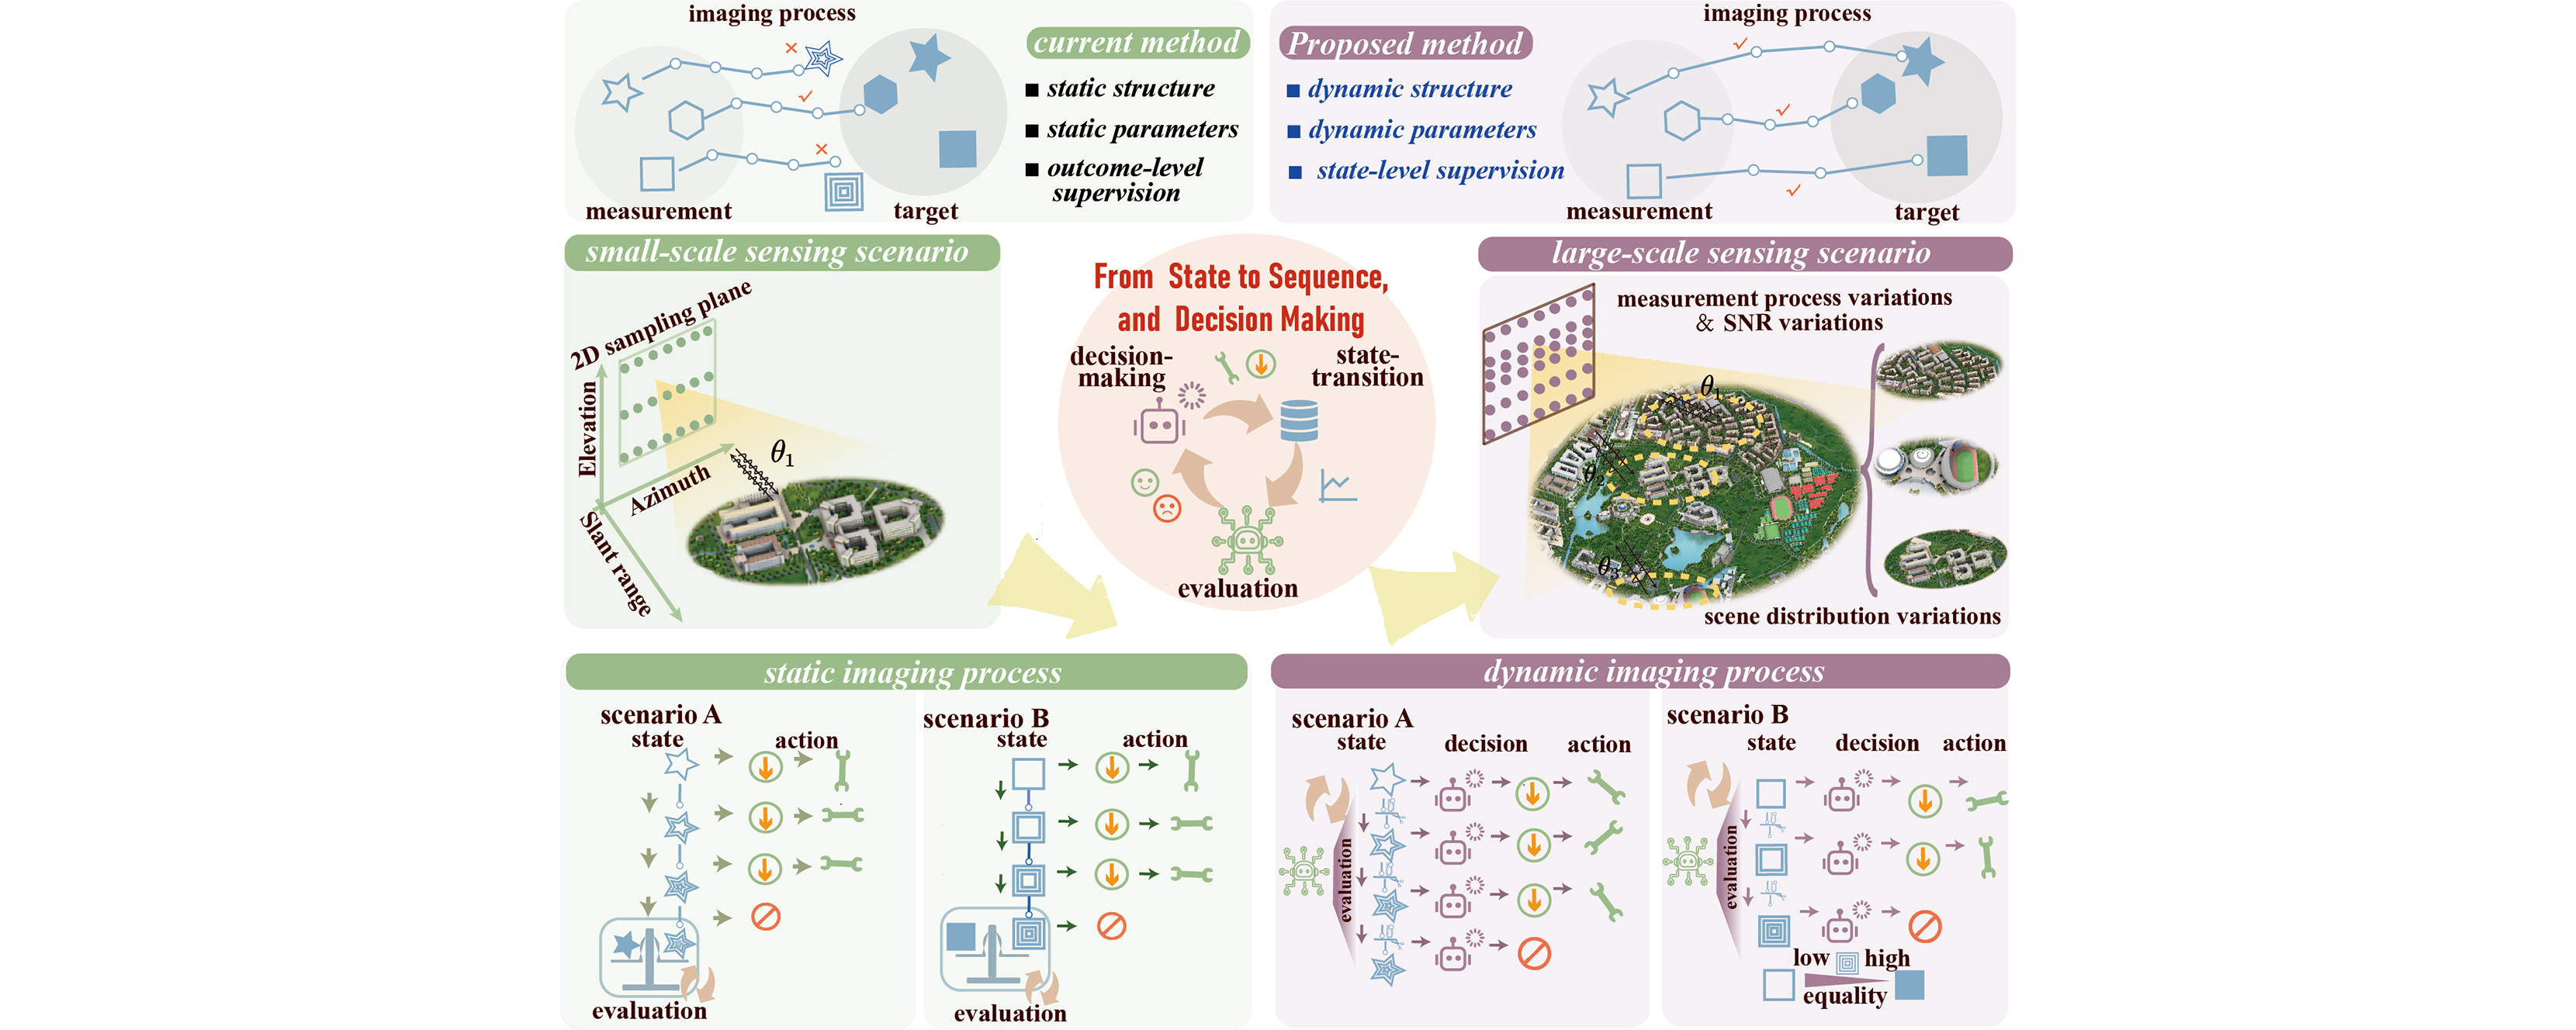 imaging process
current method
static structure
static parameters
outcome-level
supervision
measurement
target
Proposed method
dynamic structure
dynamic parameters
state-level supervision
imaging process
measurement
target
small-scale sensing scenario
2D sampling plane
Elevation
Azimuth
Slant range
θ1
From State to Sequence,
and Decision Making
decision-
making
state-
transition
evaluation
large-scale sensing scenario
measurement process variations
& SNR variations
θ1
θ2
θ3
scene distribution variations
static imaging process
scenario A
state
action
evaluation
scenario B
state
action
evaluation
dynamic imaging process
scenario A
state
decision
action
evaluation
scenario B
state
decision
action
evaluation
low
high
equality